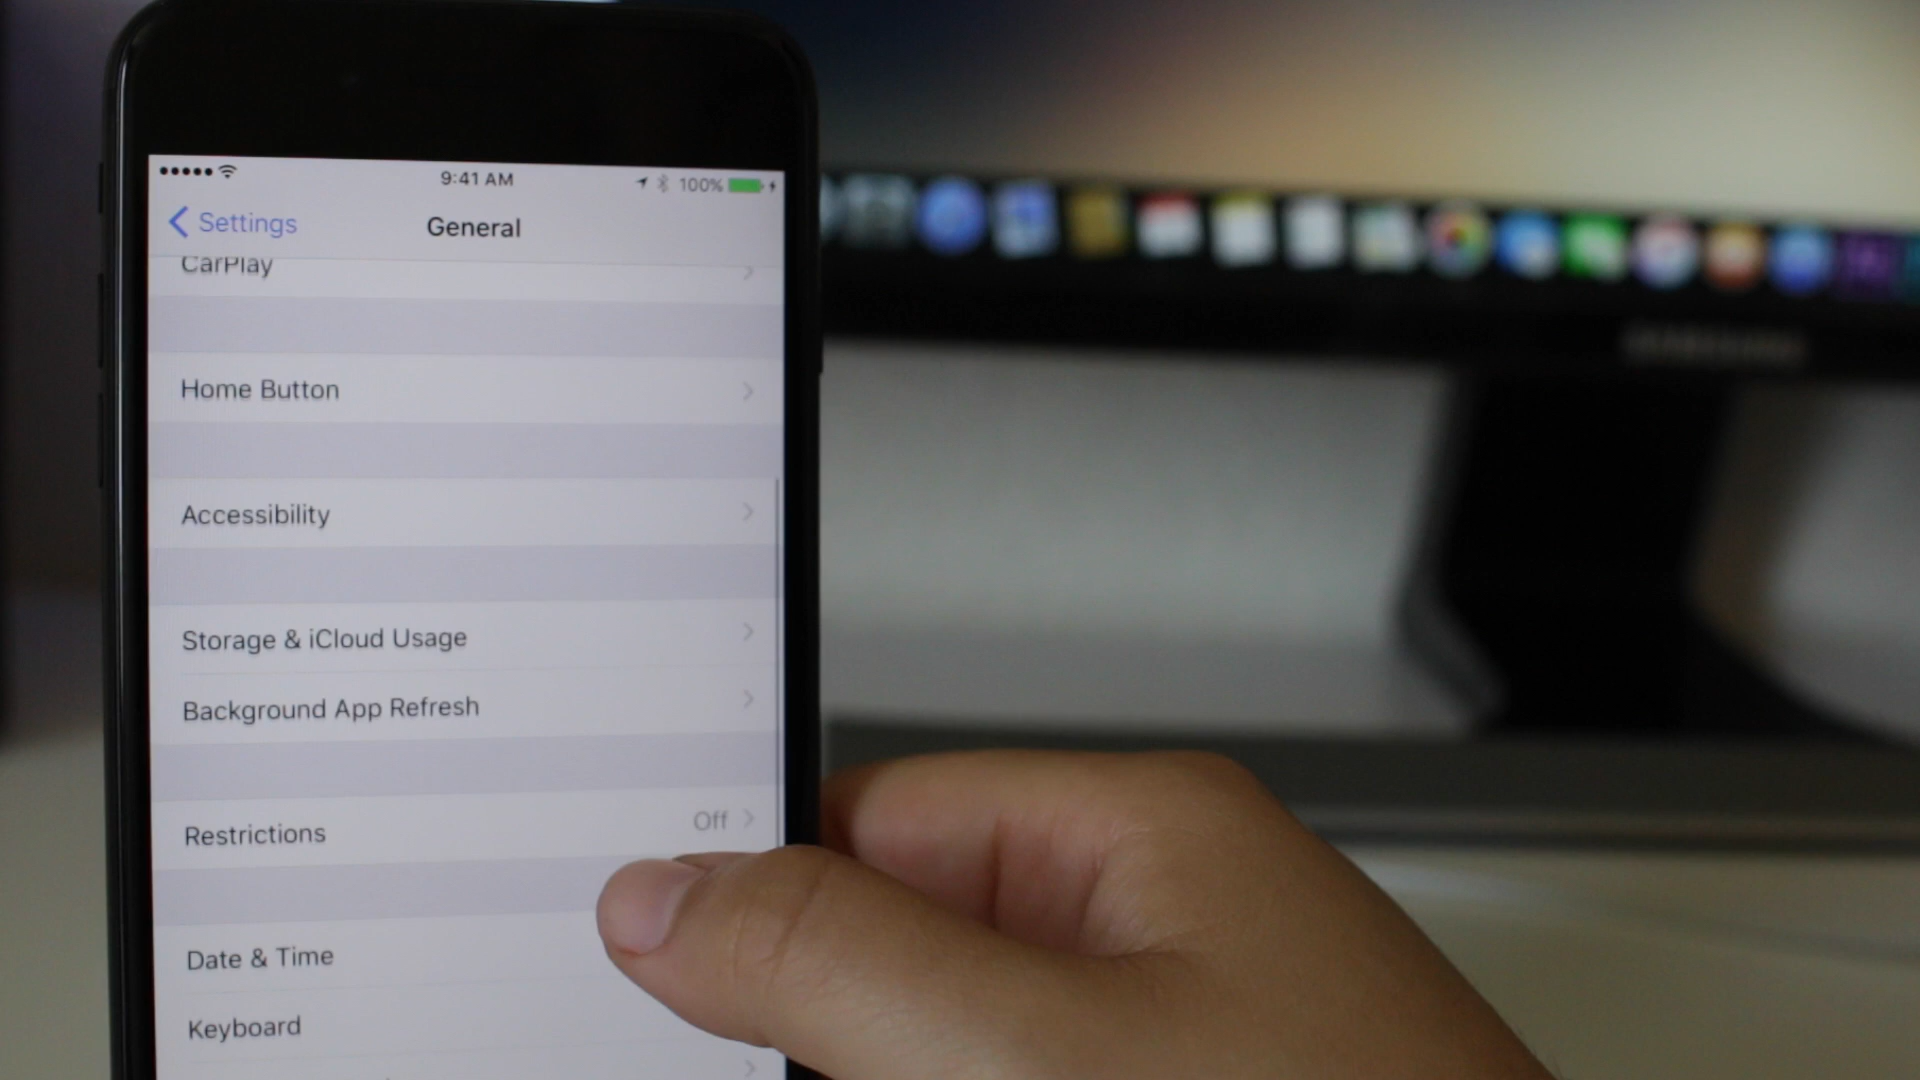 9:41 AM
100%
Settings
General
CarPlay
Home Button
Accessibility
Storage & iCloud Usage
Background App Refresh
Restrictions
Off
Date & Time
Keyboard